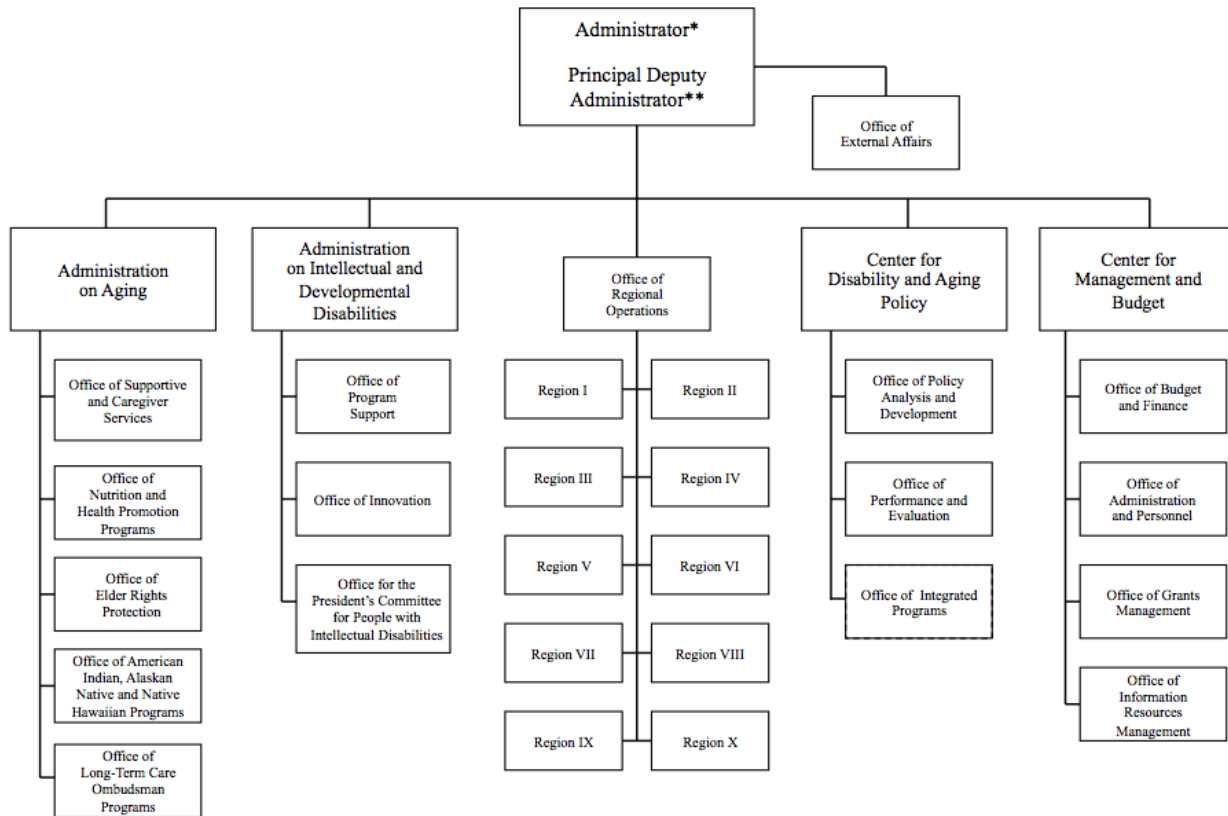 Administrator*
Principal Deputy
Administrator**
Office of
External Affairs
Administration
on Aging
Administration
on Intellectual and
Developmental
Disabilities
Office of
Regional
Operations
Center for
Disability and Aging
Policy
Center for
Management and
Budget
Office of Supportive
and Caregiver
Services
Office of
Nutrition and
Health Promotion
Programs
Office of
Elder Rights
Protection
Office of American
Indian, Alaskan
Native and Native
Hawaiian Programs
Office of
Long-Term Care
Ombudsman
Programs
Office of
Program
Support
Office of Innovation
Office for the
President’s Committee
for People with
Intellectual Disabilities
Region I
Region II
Region III
Region IV
Region V
Region VI
Region VII
Region VIII
Region IX
Region X
Office of Policy
Analysis and
Development
Office of
Performance and
Evaluation
Office of Integrated
Programs
Office of Budget
and Finance
Office of
Administration
and Personnel
Office of Grants
Management
Office of
Information
Resources
Management